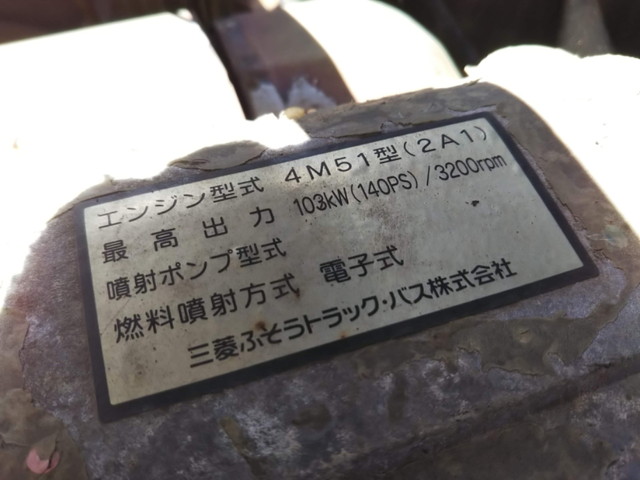 エンジン型式 4M51型(2A1)
最高出力 103kW(140PS)/3200rpm
噴射ポンプ型式
燃料噴射方式 電子式
三菱ふそうトラック・バス株式会社